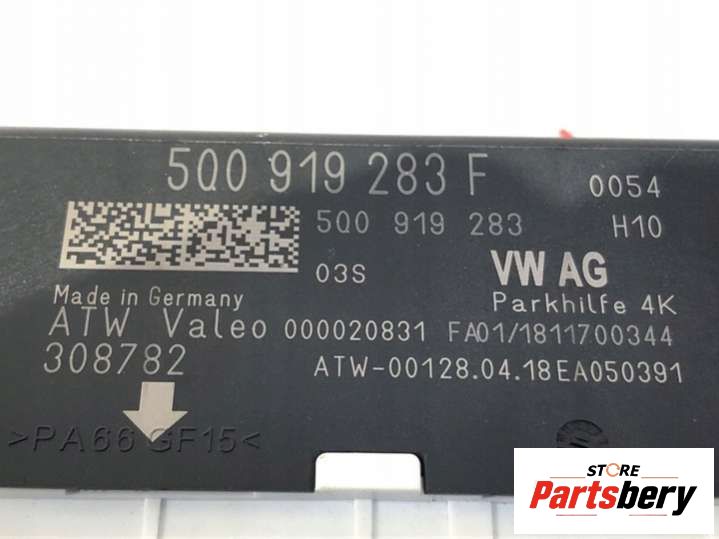 5Q0 919 283 F
0054
5Q0 919 283
H10
03S
VW AG
Made in Germany
Parkhilfe 4K
ATW Valeo 000020831 FA01/1811700344
308782
ATW-00128.04.18EA050391
>PA66 GF15<
STORE
Partsbery